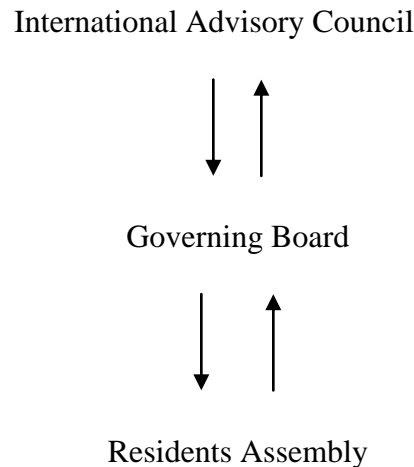 International Advisory Council
Governing Board
Residents Assembly